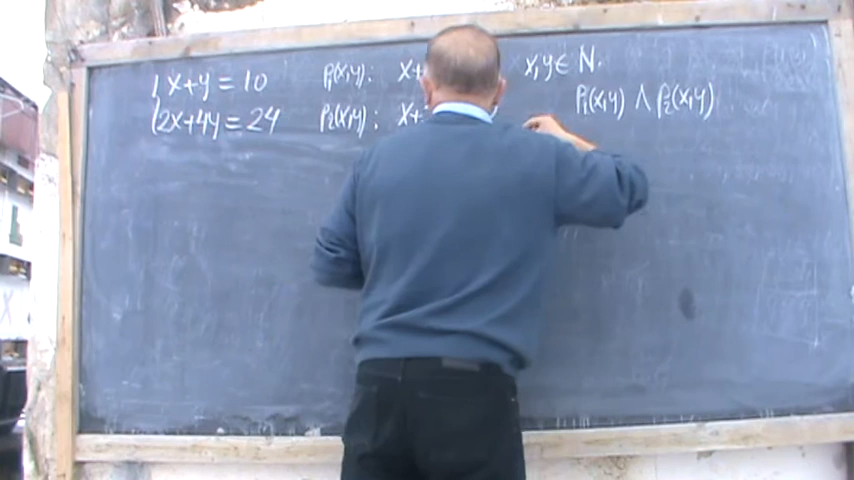 x+y = 10 P₁(x,y): x+ x,y ∈ N.
2x+4y = 24 P₂(x,y): x+ P₁(x,y) ∧ P₂(x,y)